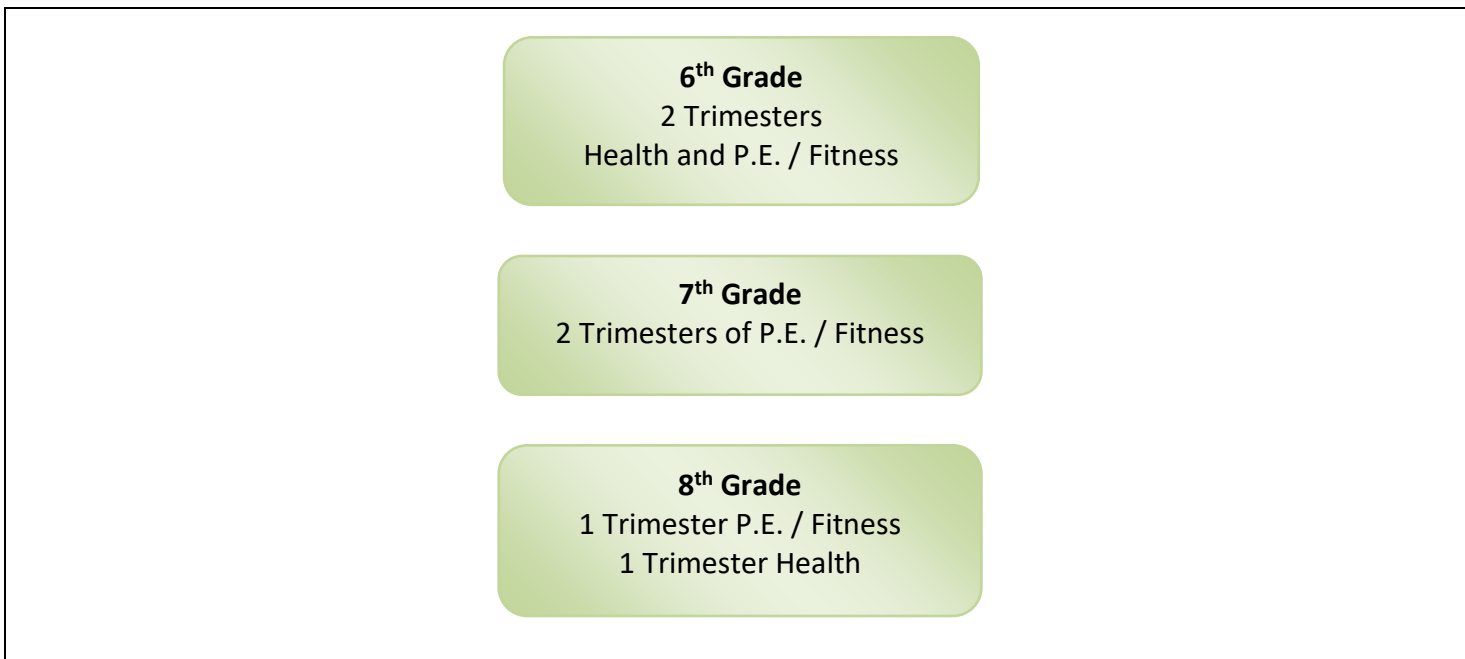 6th Grade
2 Trimesters
Health and P.E. / Fitness
7th Grade
2 Trimesters of P.E. / Fitness
8th Grade
1 Trimester P.E. / Fitness
1 Trimester Health